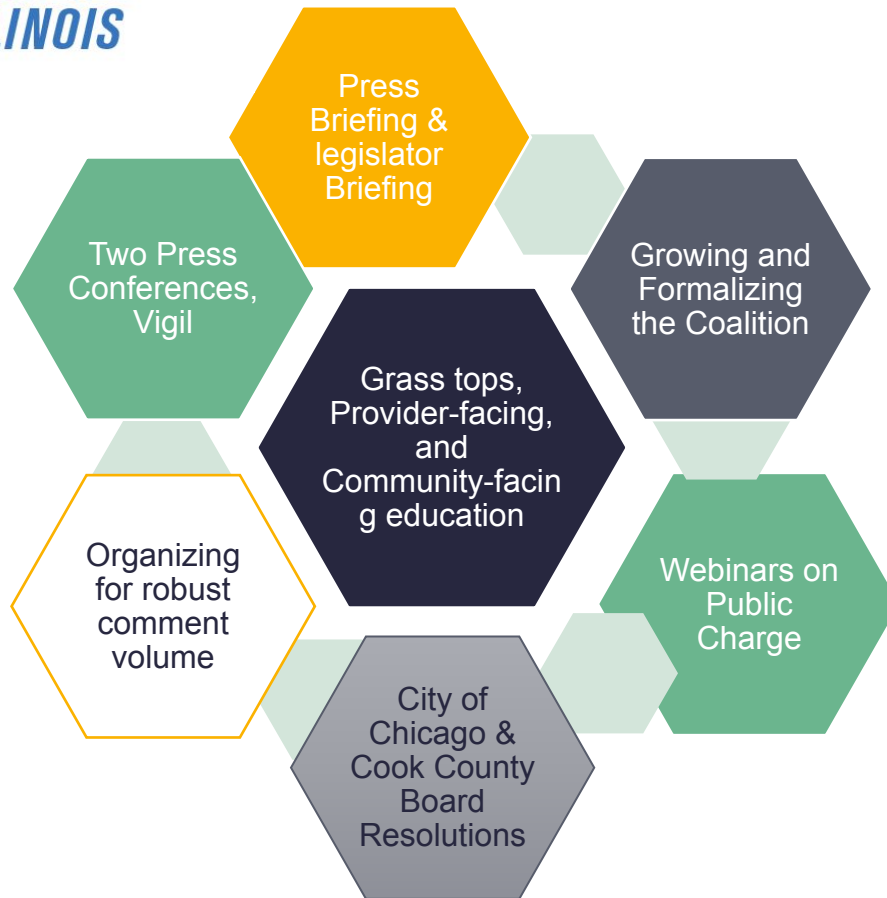 LINOIS
Press
Briefing &
legislator
Briefing
Two Press
Conferences,
Vigil
Growing and
Formalizing
the Coalition
Grass tops,
Provider-facing,
and
Community-facin
g education
Organizing
for robust
comment
volume
Webinars on
Public
Charge
City of
Chicago &
Cook County
Board
Resolutions